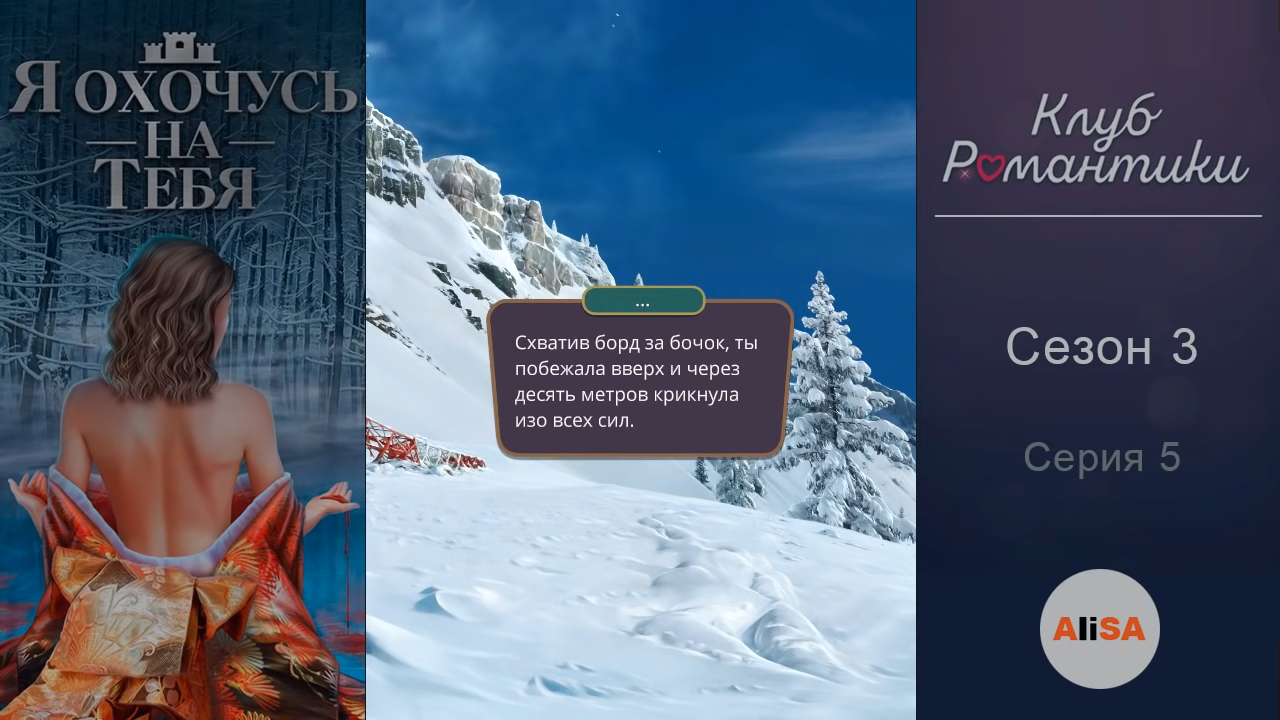 Я ОХОЧУСЬ
НА
ТЕБЯ
...
Схватив борд за бочок, ты
побежала вверх и через
десять метров крикнула
изо всех сил.
Клуб
Романтики
Сезон 3
Серия 5
AliSA